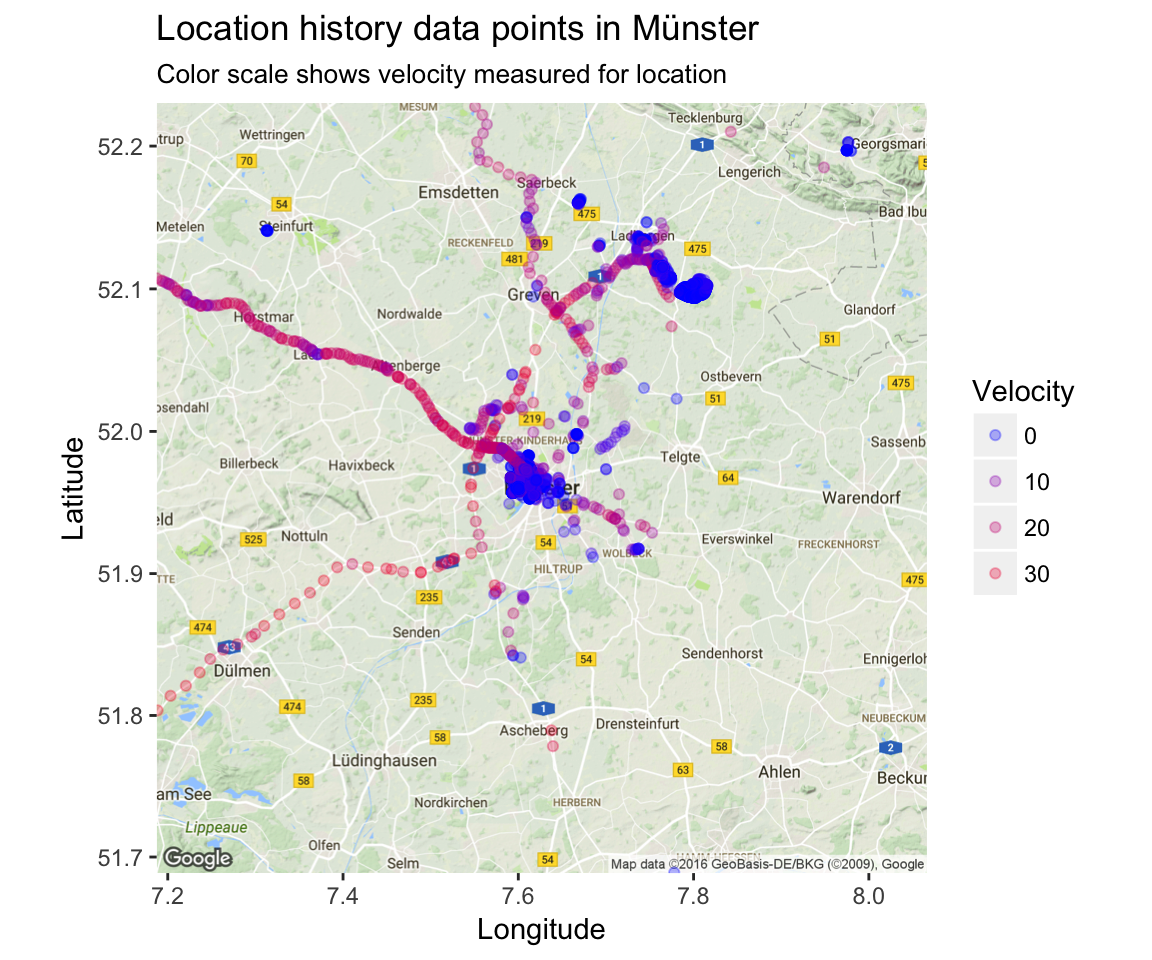 Location history data points in Münster
Color scale shows velocity measured for location
MESUM
Tecklenburg
trup
Wettringen
1
Georgsmari
52.2
70
5
Lengerich
Saerbeck
Emsdetten
54
475
Bad Ibu
Metelen
Steinfurt
RECKENFELD
219
475
481
1
52.1
Greven
Glandorf
Horstmar
Nordwalde
51
enberge
Ostbevern
475
51
osendahl
219
52.0
MÜNSTER-KINDERHAUS
Sassenb
Billerbeck
Havixbeck
1
Telgte
64
er
Warendorf
eld
525
Nottuln
54
Everswinkel
FRECKENHORST
WOLBECK
51.9
TTE
HILTRUP
475
235
474
Senden
43
Sendenhorst
54
Ennigerloh
Dülmen
474
235
1
51.8
Ascheberg
Drensteinfurt
NEUBECKUM
58
58
2
Lüdinghausen
63
Ahlen
58
Beckum
am See
Nordkirchen
HERBERN
Lippeaue
Olfen
51.7
Google
Selm
54
Map data ©2016 GeoBasis-DE/BKG (©2009), Google
7.2
7.4
7.6
7.8
8.0
Longitude
Latitude
Velocity
0
10
20
30